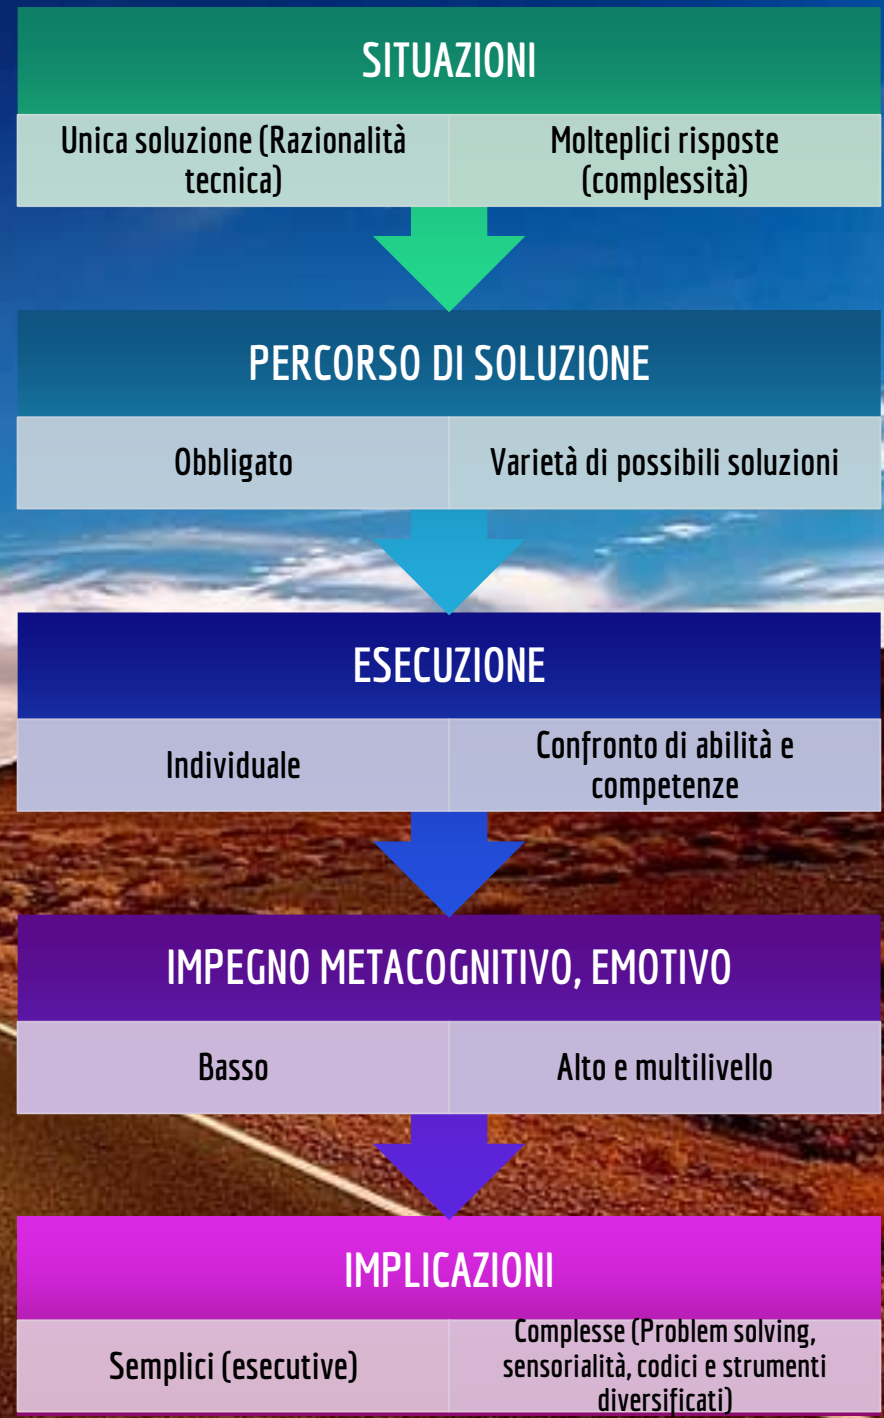 SITUAZIONI
Unica soluzione (Razionalità
tecnica)
Molteplici risposte
(complessità)
PERCORSO DI SOLUZIONE
Obbligato
Varietà di possibili soluzioni
ESECUZIONE
Individuale
Confronto di abilità e
competenze
IMPEGNO METACOGNITIVO, EMOTIVO
Basso
Alto e multilivello
IMPLICAZIONI
Semplici (esecutive)
Complesse (Problem solving,
sensorialità, codici e strumenti
diversificati)